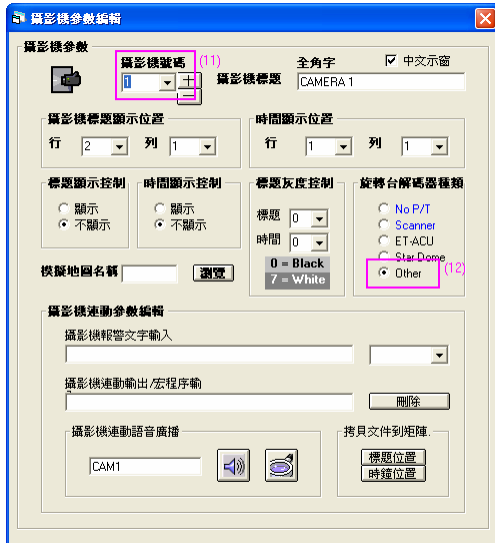 攝影機參數編輯
攝影機參數
攝影機號碼 (11)
全角字
中文示窗
1
+
−
攝影機標題
CAMERA 1
攝影機標題顯示位置
行 2 列 1
時間顯示位置
行 1 列 1
標題顯示控制
顯示
不顯示
時間顯示控制
顯示
不顯示
標題灰度控制
標題 0
時間 0
0 = Black
7 = White
旋轉台解碼器種類
No P/T
Scanner
ET-ACU
Star Dome
Other (12)
模擬地圖名稱
瀏覽
攝影機連動參數編輯
攝影機報警文字輸入
攝影機連動輸出/宏程序輸
刪除
攝影機連動語音廣播
CAM1
拷貝文件到矩陣.
標題位置
時鐘位置